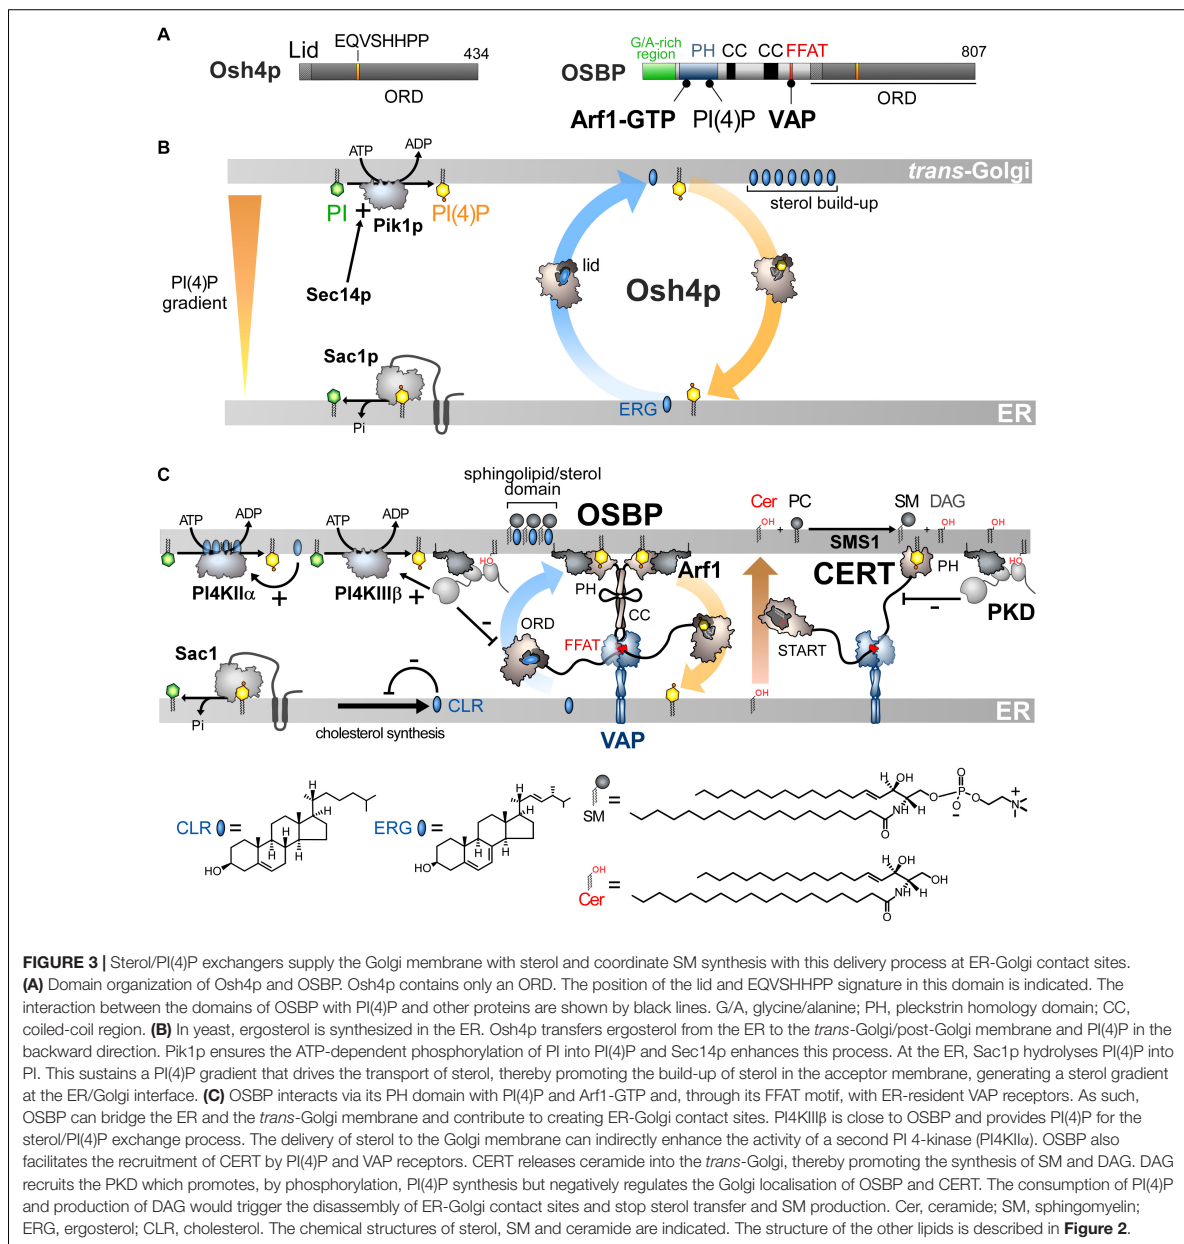 A
Lid
EQVSHHPP
434
Osh4p
ORD
G/A-rich
region
PH
CC
CC
FFAT
807
OSBP
ORD
Arf1-GTP
PI(4)P
VAP
B
ATP
ADP
trans-Golgi
PI
+
Pik1p
PI(4)P
sterol build-up
PI(4)P
gradient
Sec14p
lid
Osh4p
Sac1p
ERG
Pi
ER
C
sphingolipid/sterol
domain
Cer
PC
SM
DAG
OH
+
+
OH
OH
ATP
ADP
ATP
ADP
OSBP
SMS1
HO
Arf1
CERT
PH
PI4KIIα
+
PI4KIIIβ
+
PH
CC
-
PKD
-
ORD
FFAT
START
Sac1
-
OH
Pi
CLR
cholesterol synthesis
VAP
ER
CLR
=
H
H
H
H
HO
ERG
=
H
H
H
HO
SM
=
H
OH
O
P
O
O
O
-
N
+
NH
H
O
OH
Cer
=
H
OH
OH
NH
H
O
FIGURE 3 | Sterol/PI(4)P exchangers supply the Golgi membrane with sterol and coordinate SM synthesis with this delivery process at ER-Golgi contact sites.
(A) Domain organization of Osh4p and OSBP. Osh4p contains only an ORD. The position of the lid and EQVSHHPP signature in this domain is indicated. The
interaction between the domains of OSBP with PI(4)P and other proteins are shown by black lines. G/A, glycine/alanine; PH, pleckstrin homology domain; CC,
coiled-coil region. (B) In yeast, ergosterol is synthesized in the ER. Osh4p transfers ergosterol from the ER to the trans-Golgi/post-Golgi membrane and PI(4)P in the
backward direction. Pik1p ensures the ATP-dependent phosphorylation of PI into PI(4)P and Sec14p enhances this process. At the ER, Sac1p hydrolyses PI(4)P into
PI. This sustains a PI(4)P gradient that drives the transport of sterol, thereby promoting the build-up of sterol in the acceptor membrane, generating a sterol gradient
at the ER/Golgi interface. (C) OSBP interacts via its PH domain with PI(4)P and Arf1-GTP and, through its FFAT motif, with ER-resident VAP receptors. As such,
OSBP can bridge the ER and the trans-Golgi membrane and contribute to creating ER-Golgi contact sites. PI4KIIIβ is close to OSBP and provides PI(4)P for the
sterol/PI(4)P exchange process. The delivery of sterol to the Golgi membrane can indirectly enhance the activity of a second PI 4-kinase (PI4KIIα). OSBP also
facilitates the recruitment of CERT by PI(4)P and VAP receptors. CERT releases ceramide into the trans-Golgi, thereby promoting the synthesis of SM and DAG. DAG
recruits the PKD which promotes, by phosphorylation, PI(4)P synthesis but negatively regulates the Golgi localisation of OSBP and CERT. The consumption of PI(4)P
and production of DAG would trigger the disassembly of ER-Golgi contact sites and stop sterol transfer and SM production. Cer, ceramide; SM, sphingomyelin;
ERG, ergosterol; CLR, cholesterol. The chemical structures of sterol, SM and ceramide are indicated. The structure of the other lipids is described in Figure 2.